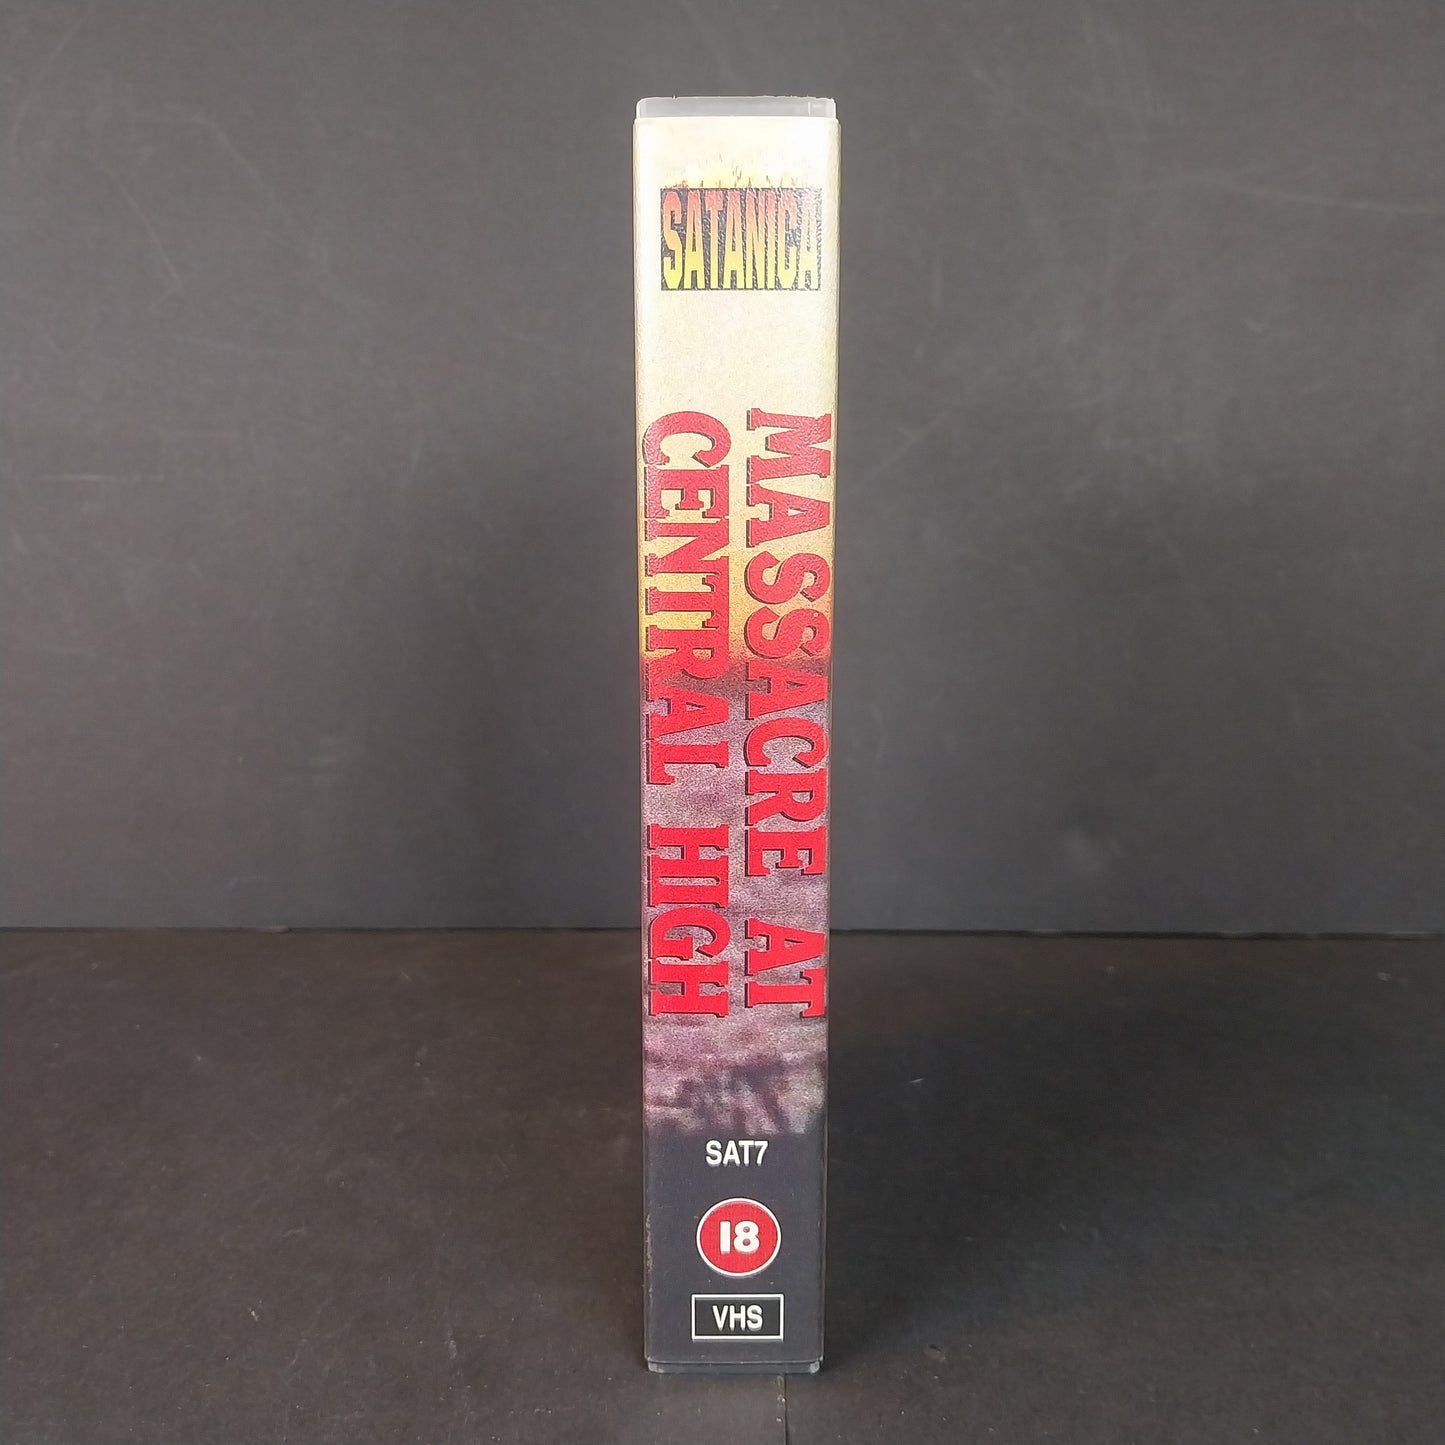 SATANICA
MASSACRE AT
CENTRAL HIGH
SAT7
18
VHS